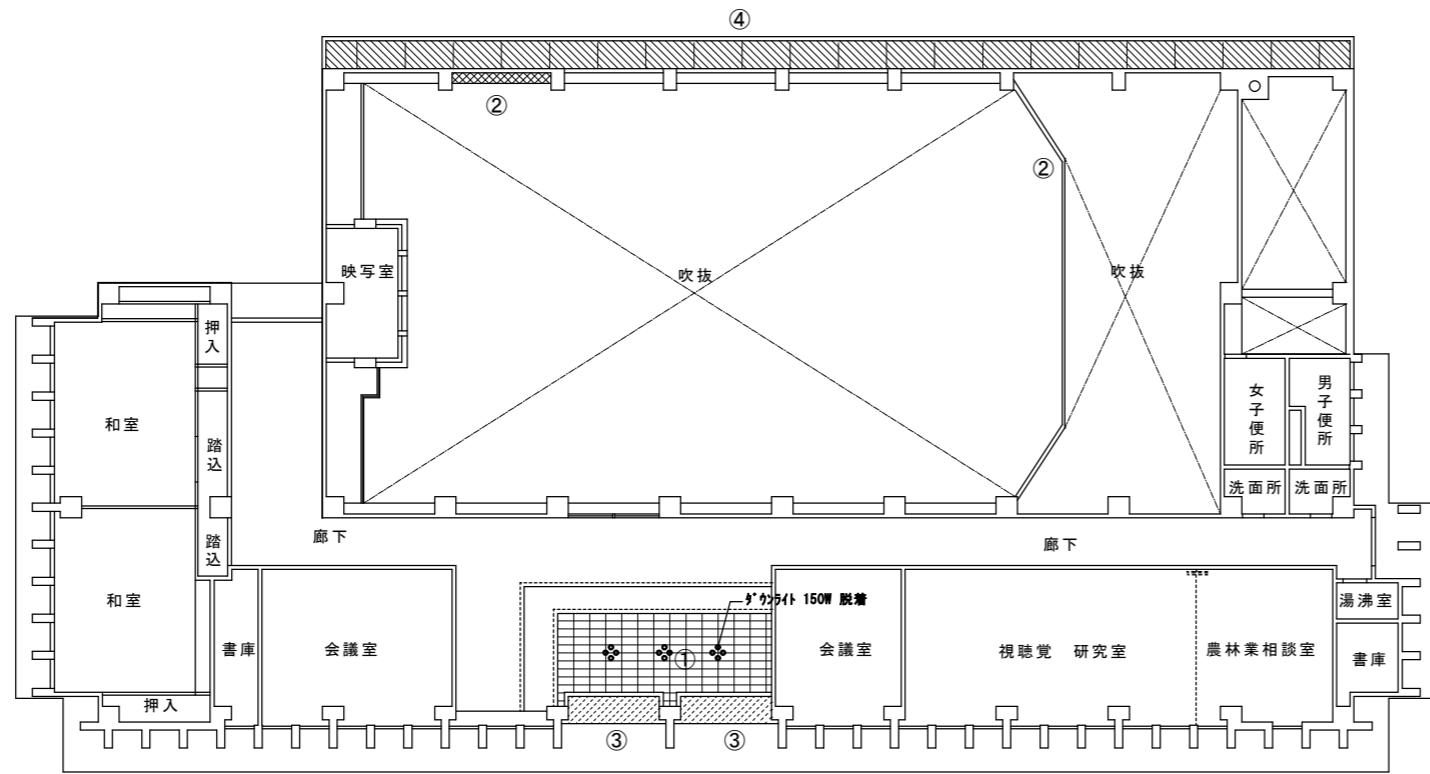 ④
②
②
映写室
吹抜
吹抜
押入
和室
踏込
女子便所
男子便所
洗面所
洗面所
廊下
廊下
踏込
和室
ダウンライト 150W 脱着
湯沸室
書庫
会議室
①
会議室
視聴覚 研究室
農林業相談室
書庫
押入
③
③